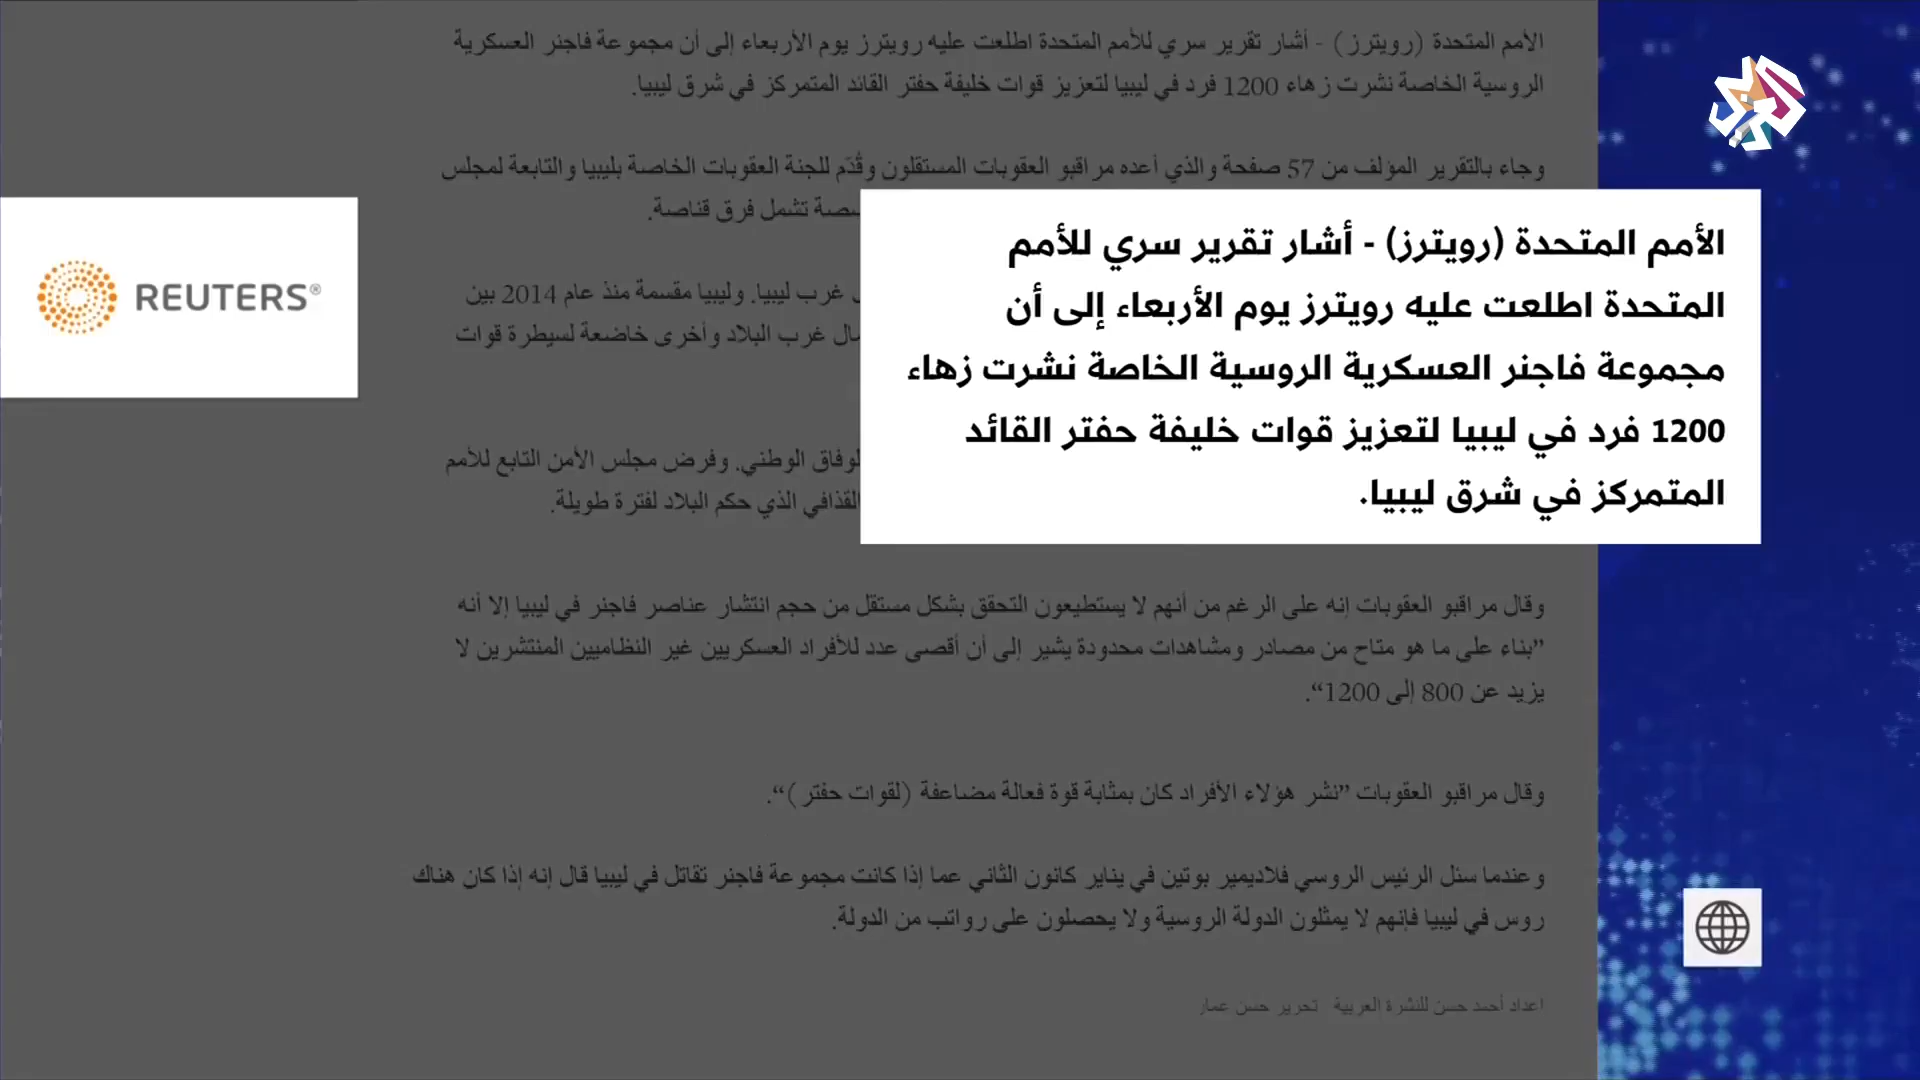 الأمم المتحدة (رويترز) - أشار تقرير سري للأمم المتحدة اطلعت عليه رويترز يوم الأربعاء إلى أن مجموعة فاجنر العسكرية
الروسية الخاصة نشرت زهاء 1200 فرد في ليبيا لتعزيز قوات خليفة حفتر القائد المتمركز في شرق ليبيا.
وجاء بالتقرير المؤلف من 57 صفحة والذي أعده مراقبو العقوبات المستقلون وقُدّم للجنة العقوبات الخاصة بليبيا والتابعة لمجلس
تشمل فرق قناصة.
غرب ليبيا. وليبيا مقسمة منذ عام 2014 بين
غرب البلاد وأخرى خاضعة لسيطرة قوات
الوطني. وفرض مجلس الأمن التابع للأمم
القذافي الذي حكم البلاد لفترة طويلة.
REUTERS®
الأمم المتحدة (رويترز) - أشار تقرير سري للأمم
المتحدة اطلعت عليه رويترز يوم الأربعاء إلى أن
مجموعة فاجنر العسكرية الروسية الخاصة نشرت زهاء
1200 فرد في ليبيا لتعزيز قوات خليفة حفتر القائد
المتمركز في شرق ليبيا.
وقال مراقبو العقوبات إنه على الرغم من أنهم لا يستطيعون التحقق بشكل مستقل من حجم انتشار عناصر فاجنر في ليبيا إلا أنه
”بناء على ما هو متاح من مصادر ومشاهدات محدودة يشير إلى أن أقصى عدد للأفراد العسكريين غير النظاميين المنتشرين لا
يزيد عن 800 إلى 1200“.
وقال مراقبو العقوبات ”نشر هؤلاء الأفراد كان بمثابة قوة فعالة مضاعفة (لقوات حفتر)“.
وعندما سئل الرئيس الروسي فلاديمير بوتين في يناير كانون الثاني عما إذا كانت مجموعة فاجنر تقاتل في ليبيا قال إنه إذا كان هناك
روس في ليبيا فإنهم لا يمثلون الدولة الروسية ولا يحصلون على رواتب من الدولة.
اعداد أحمد حسن للنشرة العربية - تحرير حسن عمار